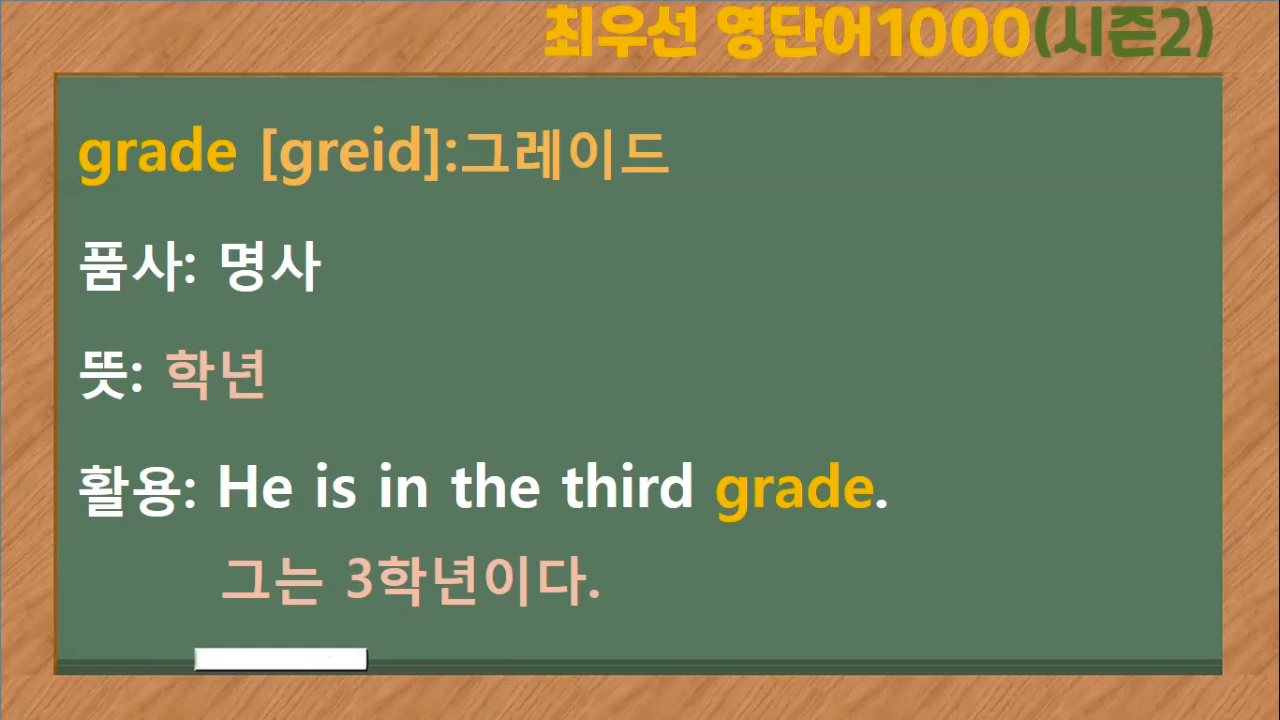 최우선 영단어1000(시즌2)
grade [greid]:그레이드
품사: 명사
뜻: 학년
활용: He is in the third grade.
그는 3학년이다.